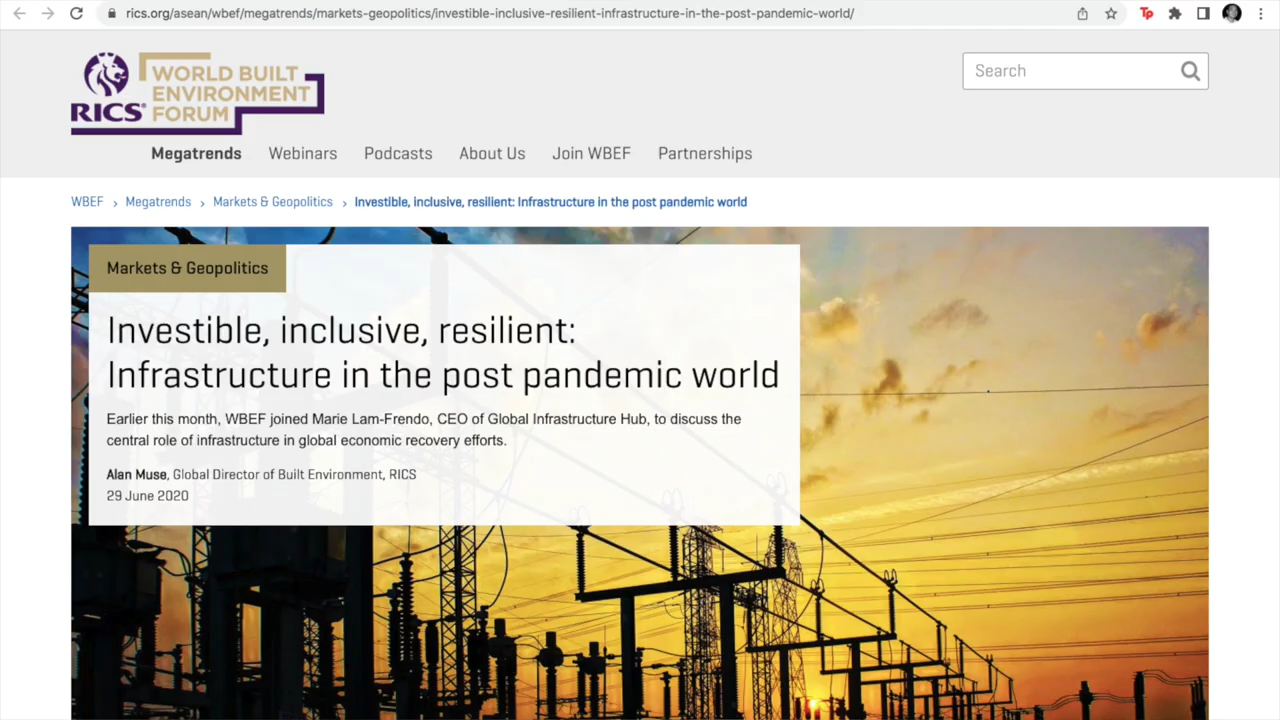 rics.org/asean/wbef/megatrends/markets-geopolitics/investible-inclusive-resilient-infrastructure-in-the-post-pandemic-world/
Tp
RICS®
WORLD BUILT
ENVIRONMENT
FORUM
Search
Megatrends Webinars Podcasts About Us Join WBEF Partnerships
WBEF › Megatrends › Markets & Geopolitics › Investible, inclusive, resilient: Infrastructure in the post pandemic world
Markets & Geopolitics
Investible, inclusive, resilient:
Infrastructure in the post pandemic world
Earlier this month, WBEF joined Marie Lam-Frendo, CEO of Global Infrastructure Hub, to discuss the
central role of infrastructure in global economic recovery efforts.
Alan Muse, Global Director of Built Environment, RICS
29 June 2020